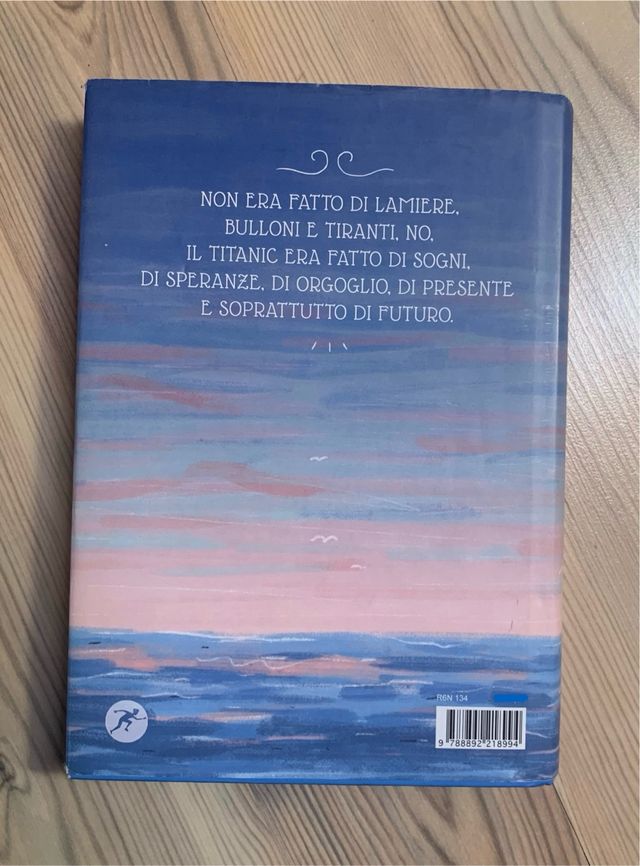 NON ERA FATTO DI LAMIERE,
BULLONI E TIRANTI, NO,
IL TITANIC ERA FATTO DI SOGNI,
DI SPERANZE, DI ORGOGLIO, DI PRESENTE
E SOPRATTUTTO DI FUTURO.
R6N 134
9 788892 218994